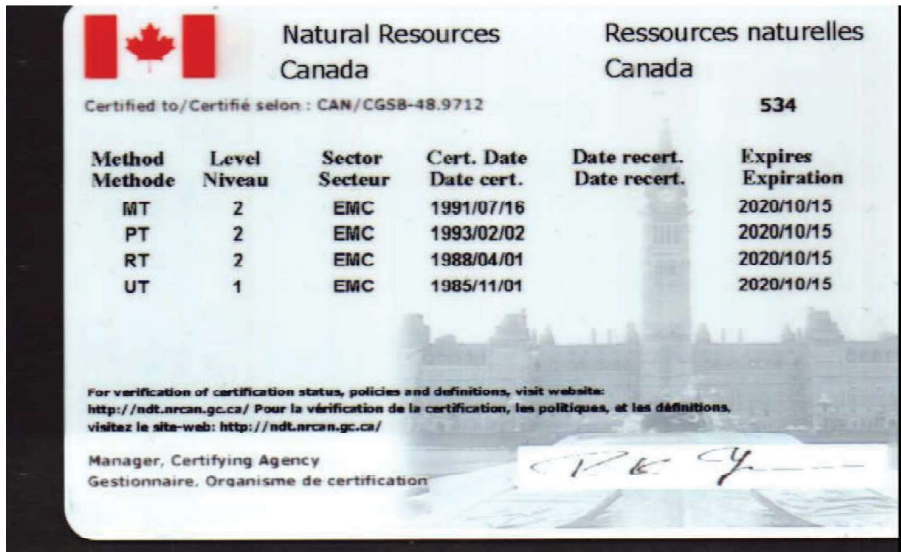 Natural Resources Canada
Ressources naturelles Canada
Certified to/Certifié selon : CAN/CGSB-48.9712 534
Method Level Sector Cert. Date Date recert. Expires
Methode Niveau Secteur Date cert. Date recert. Expiration
MT 2 EMC 1991/07/16 2020/10/15
PT 2 EMC 1993/02/02 2020/10/15
RT 2 EMC 1988/04/01 2020/10/15
UT 1 EMC 1985/11/01 2020/10/15
For verification of certification status, policies and definitions, visit website:
http://ndt.nrcan.gc.ca/ Pour la vérification de la certification, les politiques, et les définitions,
visitez le site-web: http://ndt.nrcan.gc.ca/
Manager, Certifying Agency
Gestionnaire, Organisme de certification